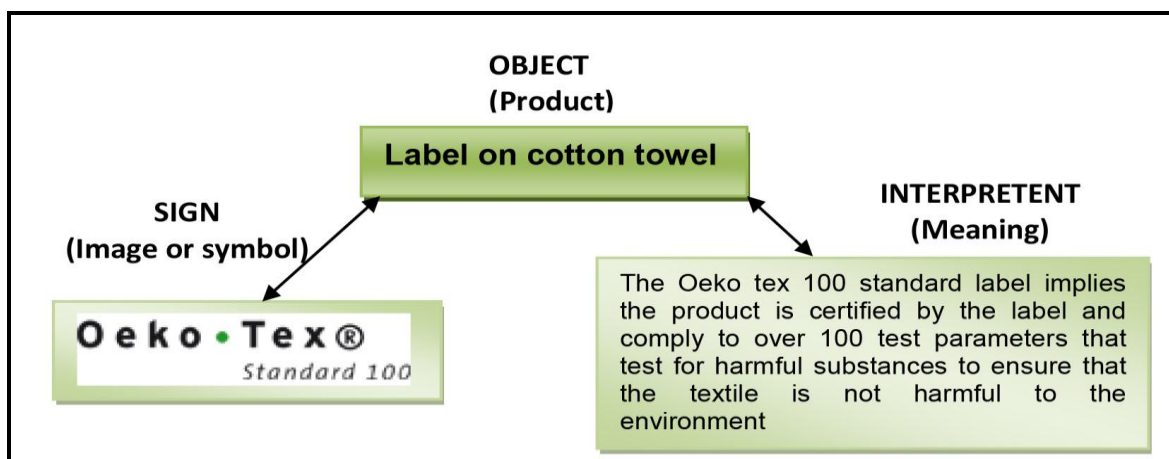 OBJECT
(Product)
Label on cotton towel
SIGN
(Image or symbol)
INTERPRETENT
(Meaning)
Oeko•Tex®
Standard 100
The Oeko tex 100 standard label implies
the product is certified by the label and
comply to over 100 test parameters that
test for harmful substances to ensure that
the textile is not harmful to the
environment